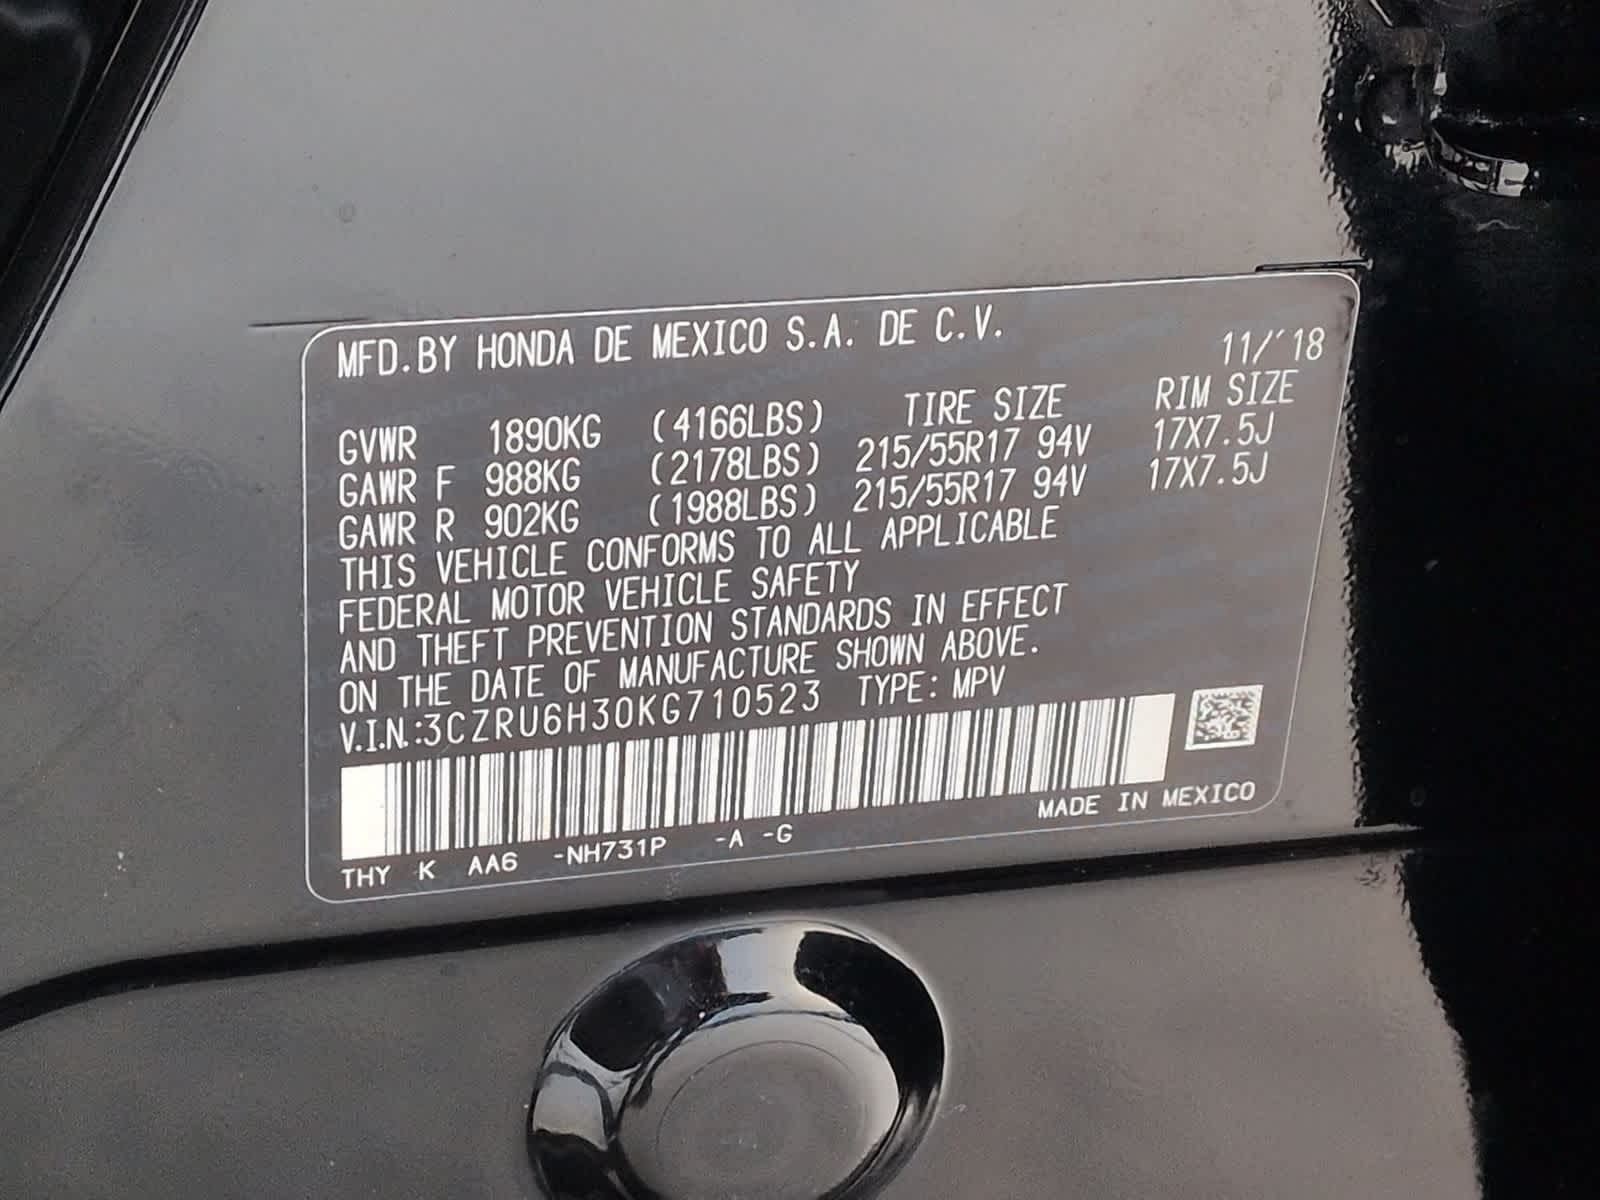 MFD.BY HONDA DE MEXICO S.A. DE C.V.
11/'18
TIRE SIZE RIM SIZE
GVWR 1890KG (4166LBS)
GAWR F 988KG (2178LBS) 215/55R17 94V 17X7.5J
GAWR R 902KG (1988LBS) 215/55R17 94V 17X7.5J
THIS VEHICLE CONFORMS TO ALL APPLICABLE
FEDERAL MOTOR VEHICLE SAFETY
AND THEFT PREVENTION STANDARDS IN EFFECT
ON THE DATE OF MANUFACTURE SHOWN ABOVE.
V.I.N.:3CZRU6H30KG710523 TYPE: MPV
MADE IN MEXICO
THY K AA6 -NH731P -A -G